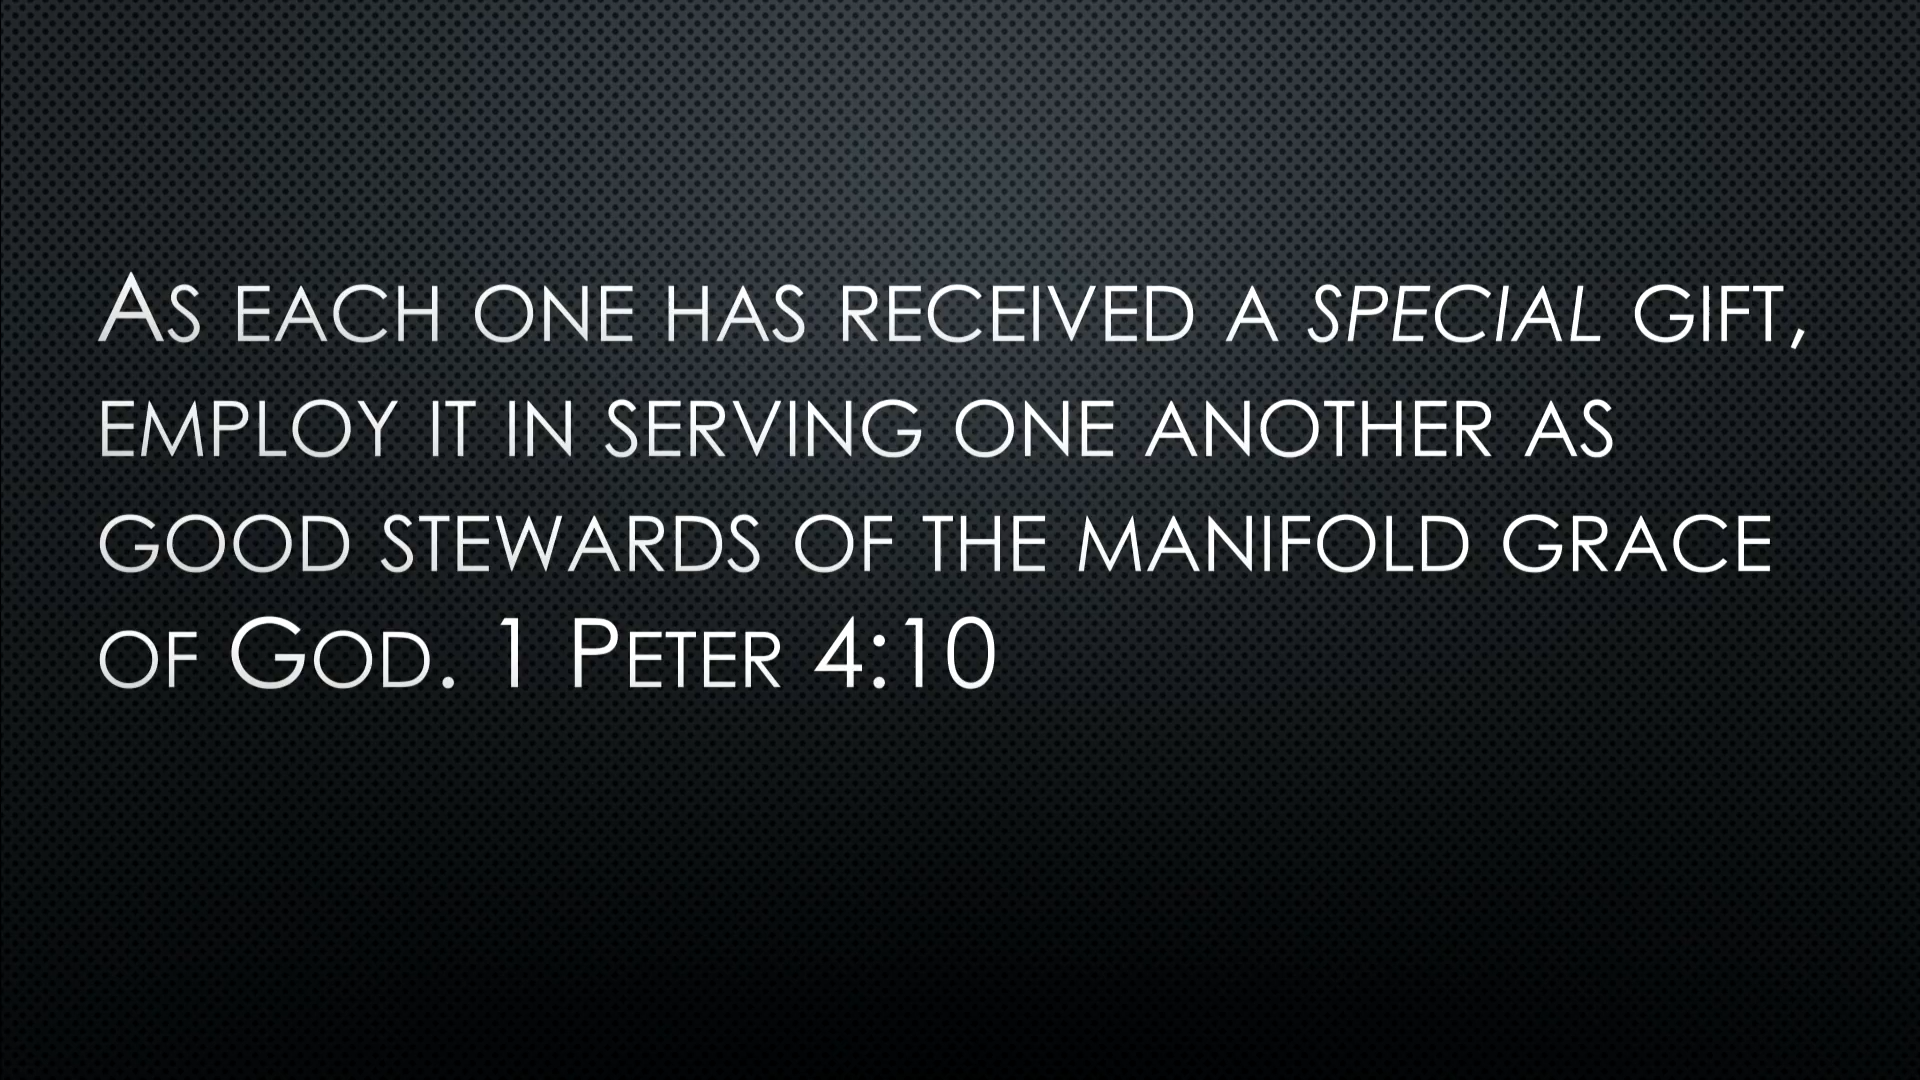 As each one has received a special gift,
employ it in serving one another as
good stewards of the manifold grace
of God. 1 Peter 4:10